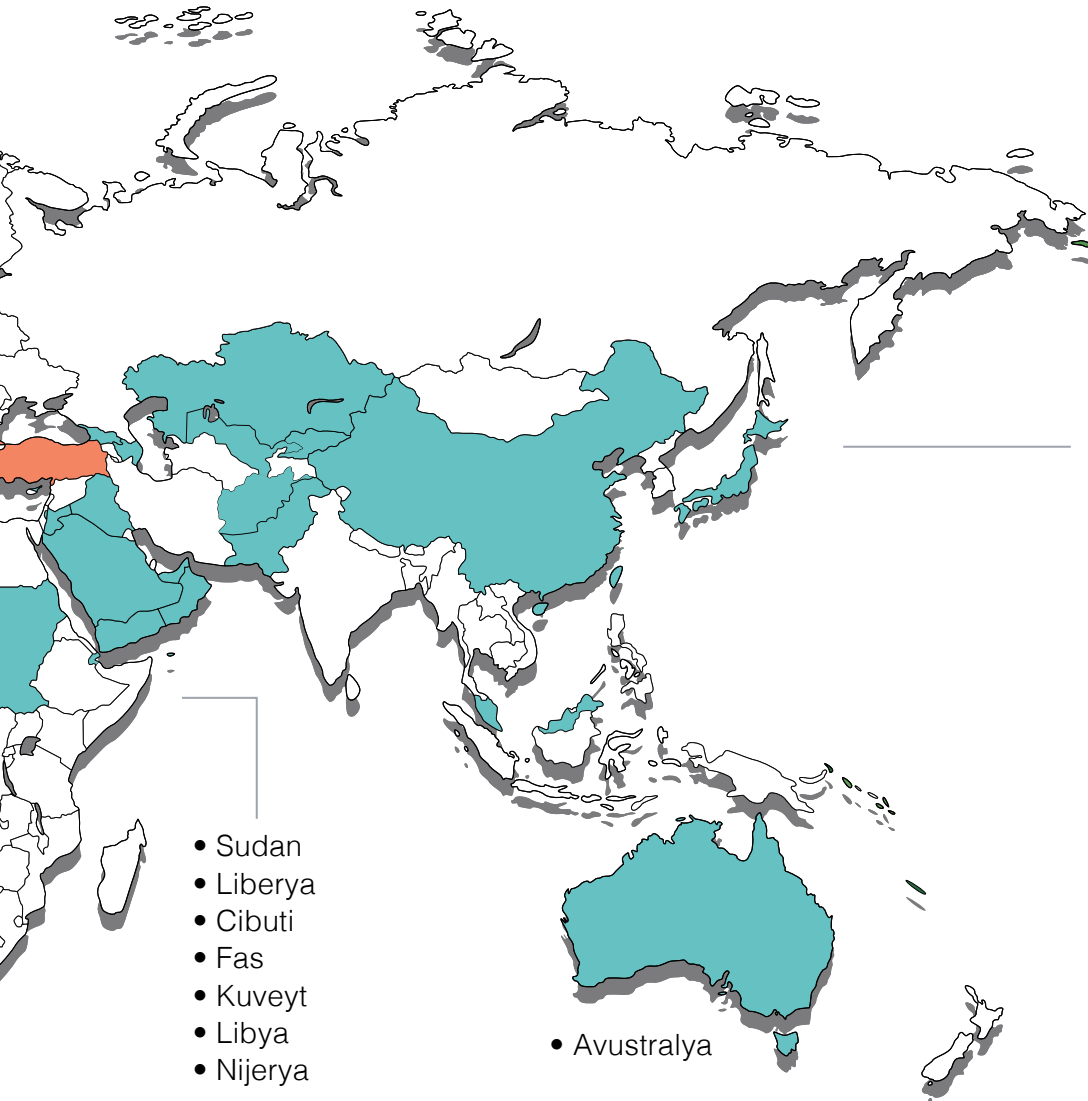 • Sudan
• Liberya
• Cibuti
• Fas
• Kuveyt
• Libya
• Nijerya
• Avustralya